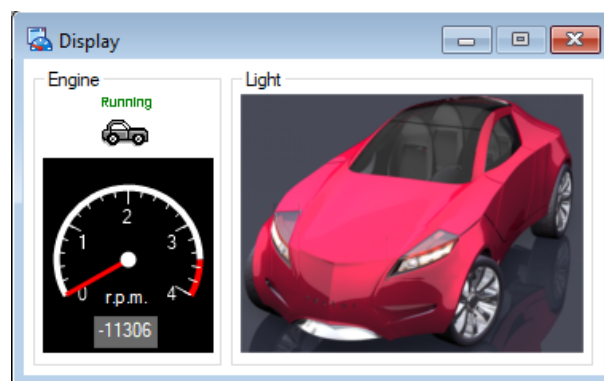 Display
Engine
Light
Running
2
1
3
0
r.p.m.
4
-11306